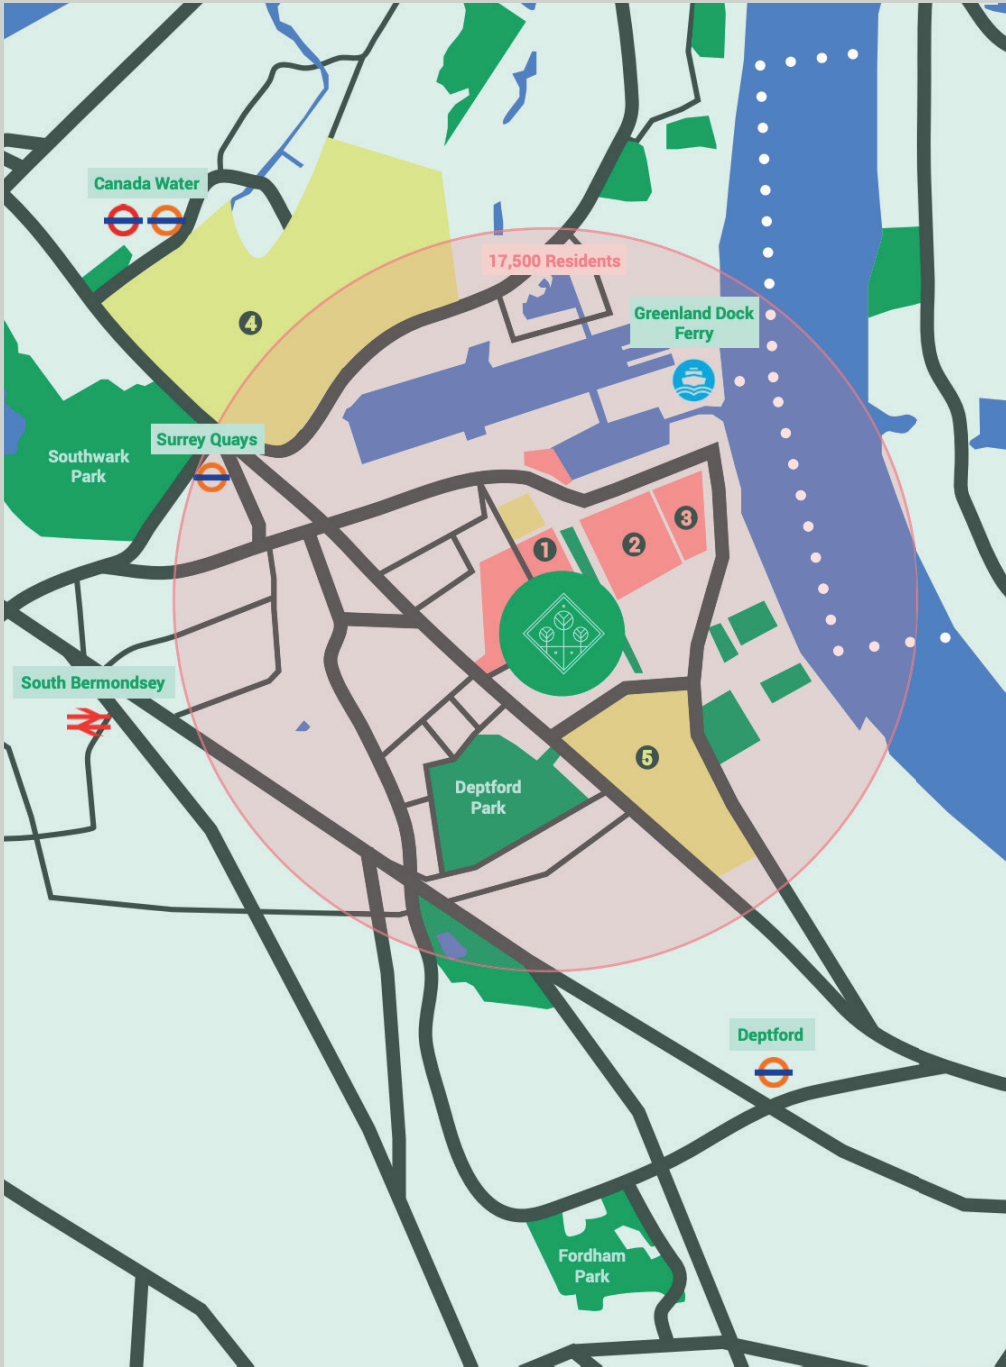 Canada Water
17,500 Residents
Greenland Dock
Ferry
4
Surrey Quays
Southwark
Park
3
2
1
South Bermondsey
5
Deptford
Park
Deptford
Fordham
Park